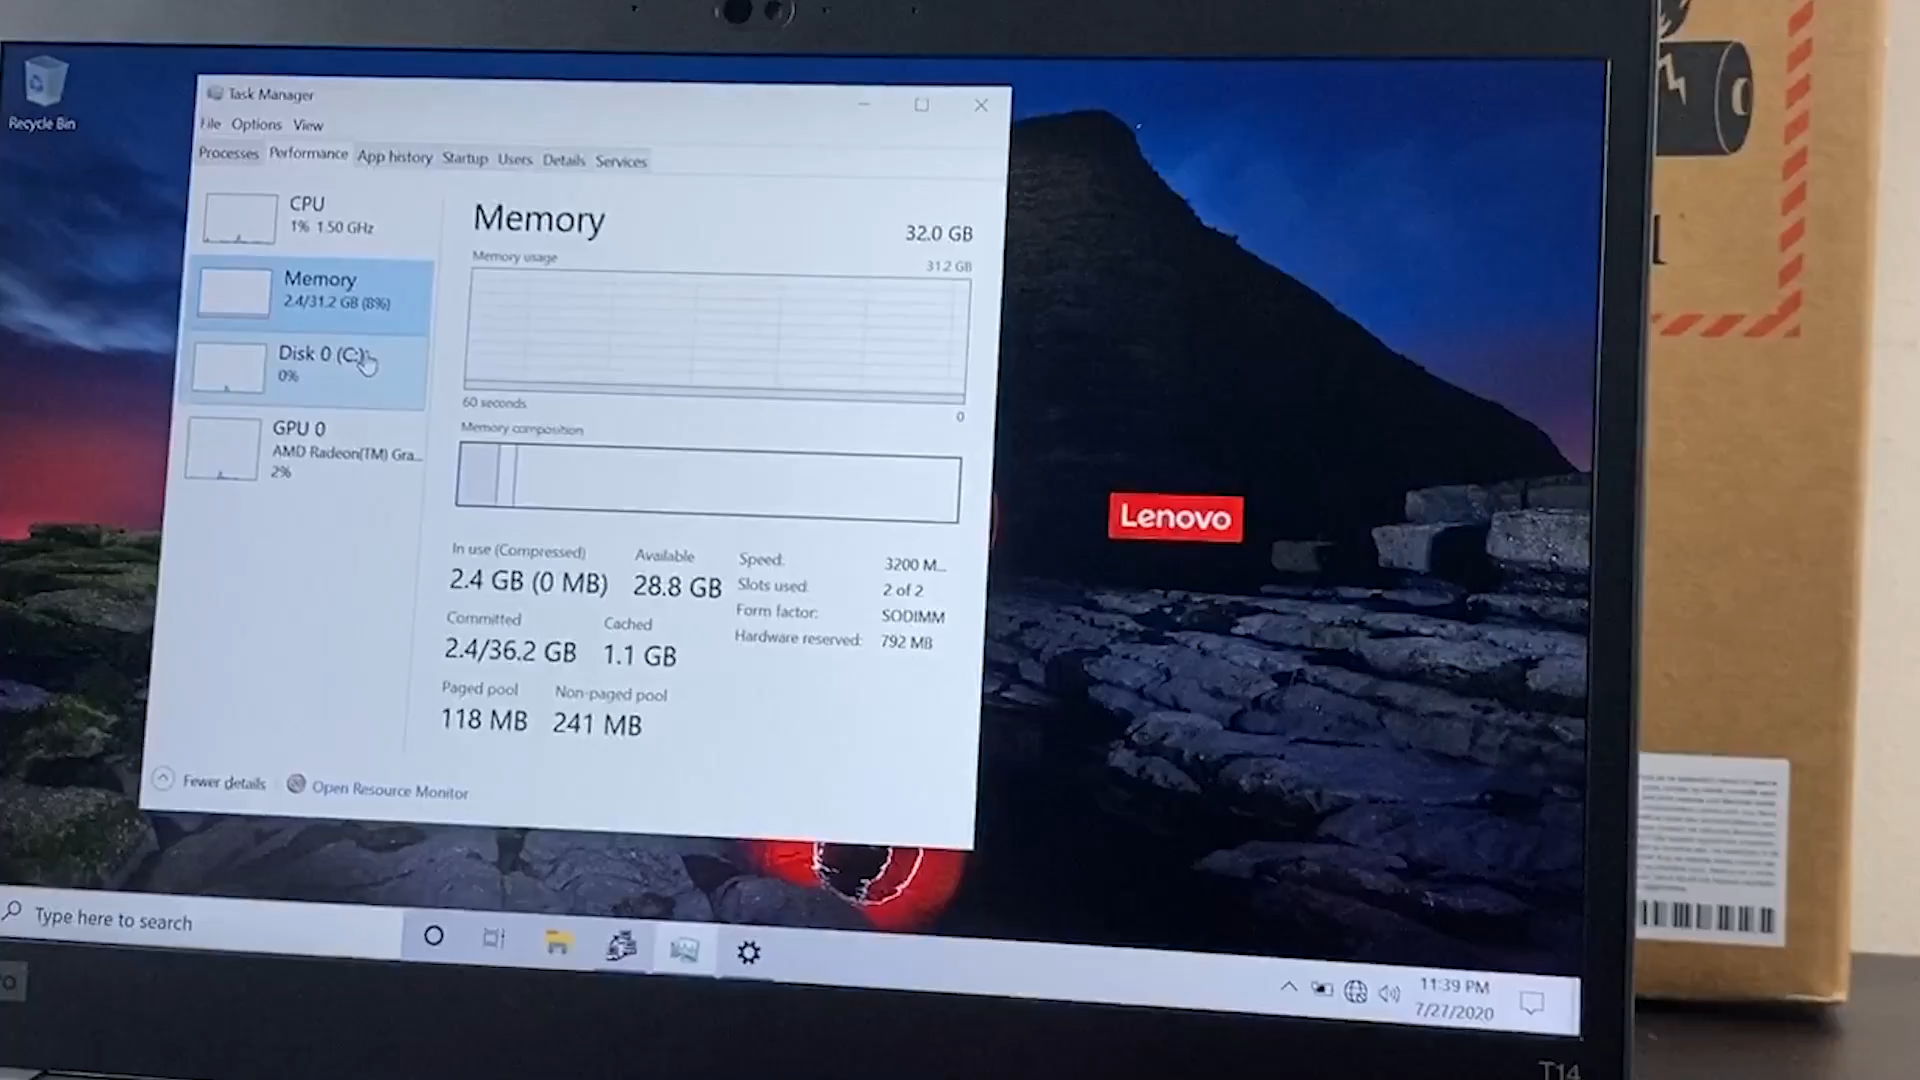 Recycle Bin
Task Manager
File Options View
Processes Performance App history Startup Users Details Services
CPU
1% 1.50 GHz
Memory
2.4/31.2 GB (8%)
Disk 0 (C:)
0%
GPU 0
AMD Radeon(TM) Gra...
2%
Memory
32.0 GB
Memory usage
31.2 GB
60 seconds
0
Memory composition
In use (Compressed)
2.4 GB (0 MB)
Available
28.8 GB
Committed
2.4/36.2 GB
Cached
1.1 GB
Paged pool
118 MB
Non-paged pool
241 MB
Speed: 3200 M...
Slots used: 2 of 2
Form factor: SODIMM
Hardware reserved: 792 MB
Fewer details
Open Resource Monitor
Lenovo
Type here to search
11:39 PM
7/27/2020
T14